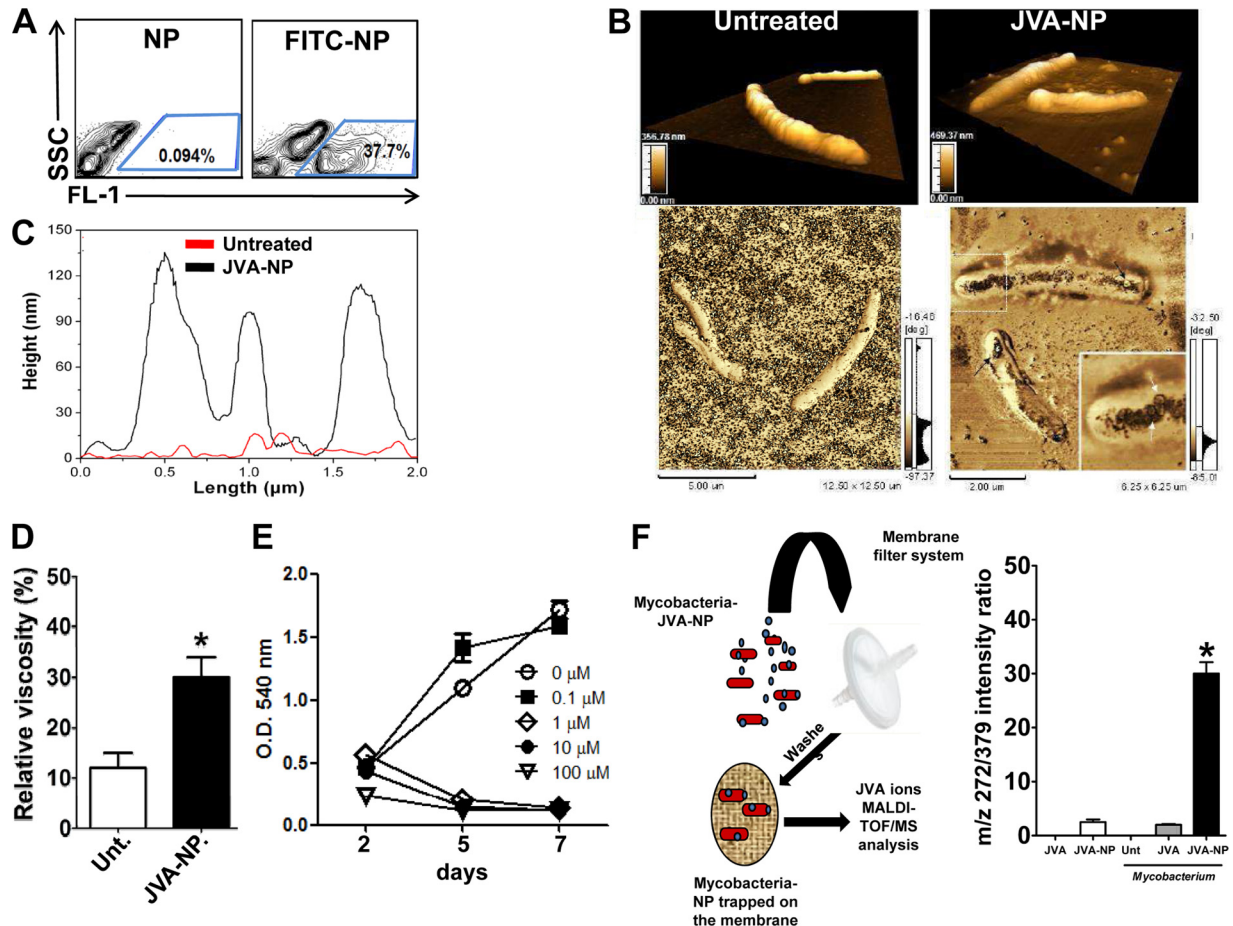 A
NP
FITC-NP
SSC
0.094%
37.7%
FL-1
B
Untreated
JVA-NP
356.78 nm
0.00 nm
469.37 nm
0.00 nm
-16.48
[deg]
-97.37
5.00 um
12.50 x 12.50 um
-32.50
[deg]
-85.01
2.00 um
6.25 x 6.25 um
C
Untreated
JVA-NP
Height (nm)
150
120
90
60
30
0
0.0
0.5
1.0
1.5
2.0
Length (μm)
D
Relative viscosity (%)
50
40
30
20
10
0
*
Unt.
JVA-NP.
E
O.D. 540 nm
2.0
1.5
1.0
0.5
0.0
0 μM
0.1 μM
1 μM
10 μM
100 μM
2
5
7
days
F
Membrane
filter system
Mycobacteria-
JVA-NP
Washe
s
JVA ions
MALDI-
TOF/MS
analysis
Mycobacteria-
NP trapped on
the membrane
m/z 272/379 intensity ratio
50
40
30
20
10
0
*
JVA
JVA-NP
Unt
JVA
JVA-NP
Mycobacterium